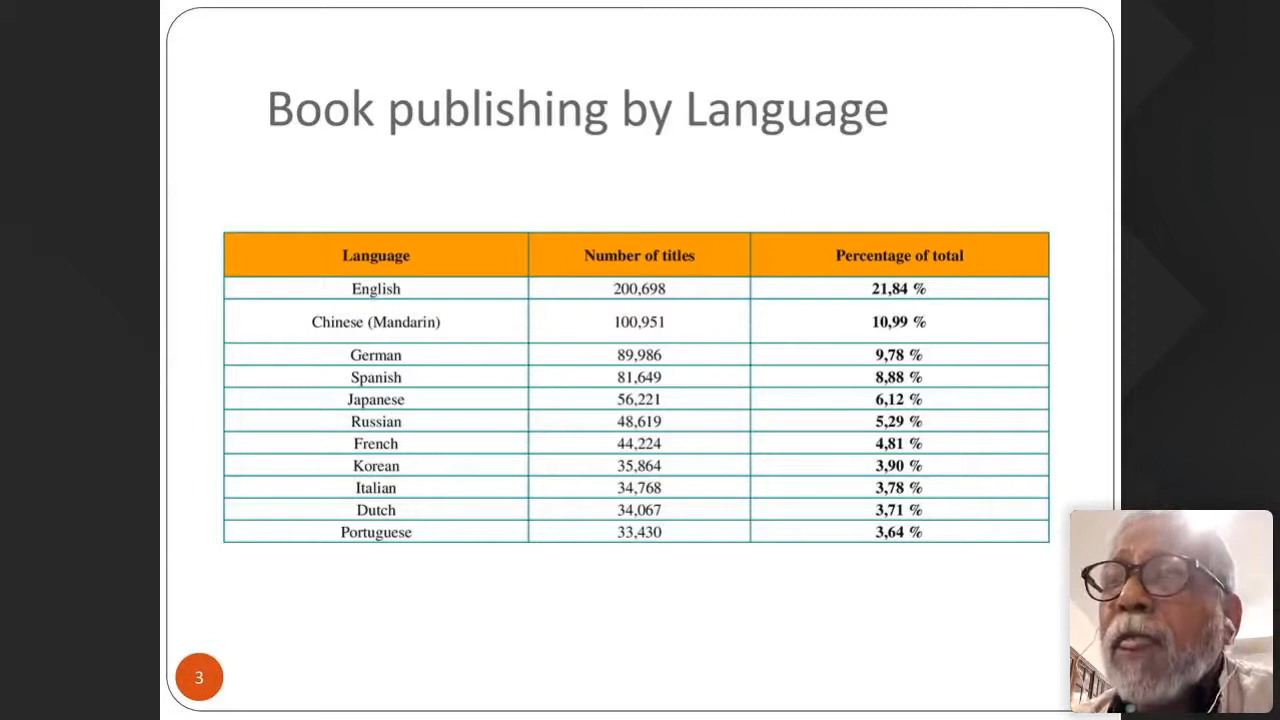 Book publishing by Language
Language Number of titles Percentage of total
English 200,698 21,84 %
Chinese (Mandarin) 100,951 10,99 %
German 89,986 9,78 %
Spanish 81,649 8,88 %
Japanese 56,221 6,12 %
Russian 48,619 5,29 %
French 44,224 4,81 %
Korean 35,864 3,90 %
Italian 34,768 3,78 %
Dutch 34,067 3,71 %
Portuguese 33,430 3,64 %
3